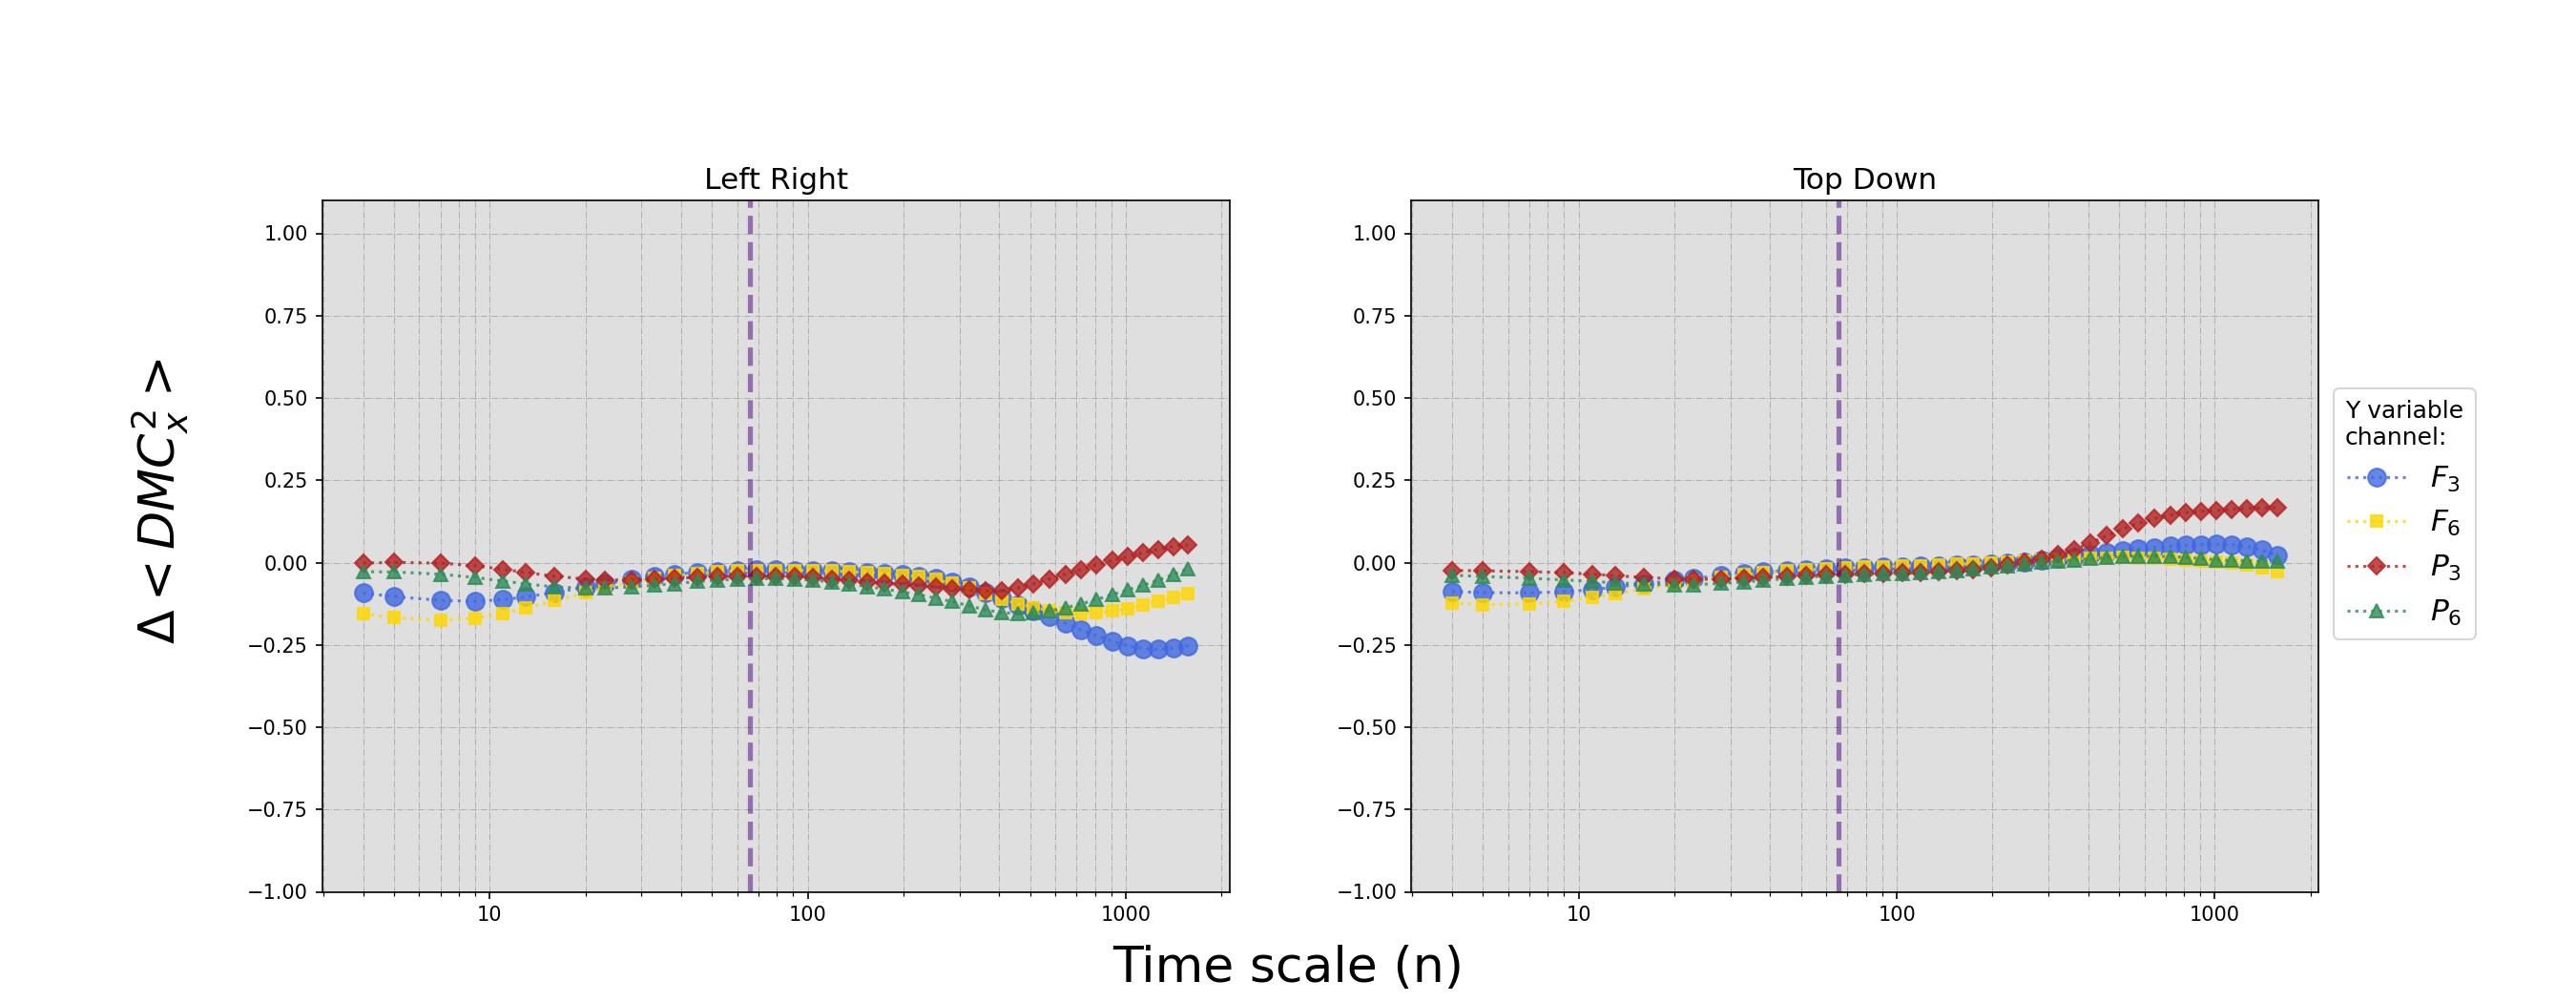 Left Right
Top Down
Δ < DMC²ₓ >
1.00
0.75
0.50
0.25
0.00
−0.25
−0.50
−0.75
−1.00
10 100 1000
1.00
0.75
0.50
0.25
0.00
−0.25
−0.50
−0.75
−1.00
10 100 1000
Y variable
channel:
F₃
F₆
P₃
P₆
Time scale (n)